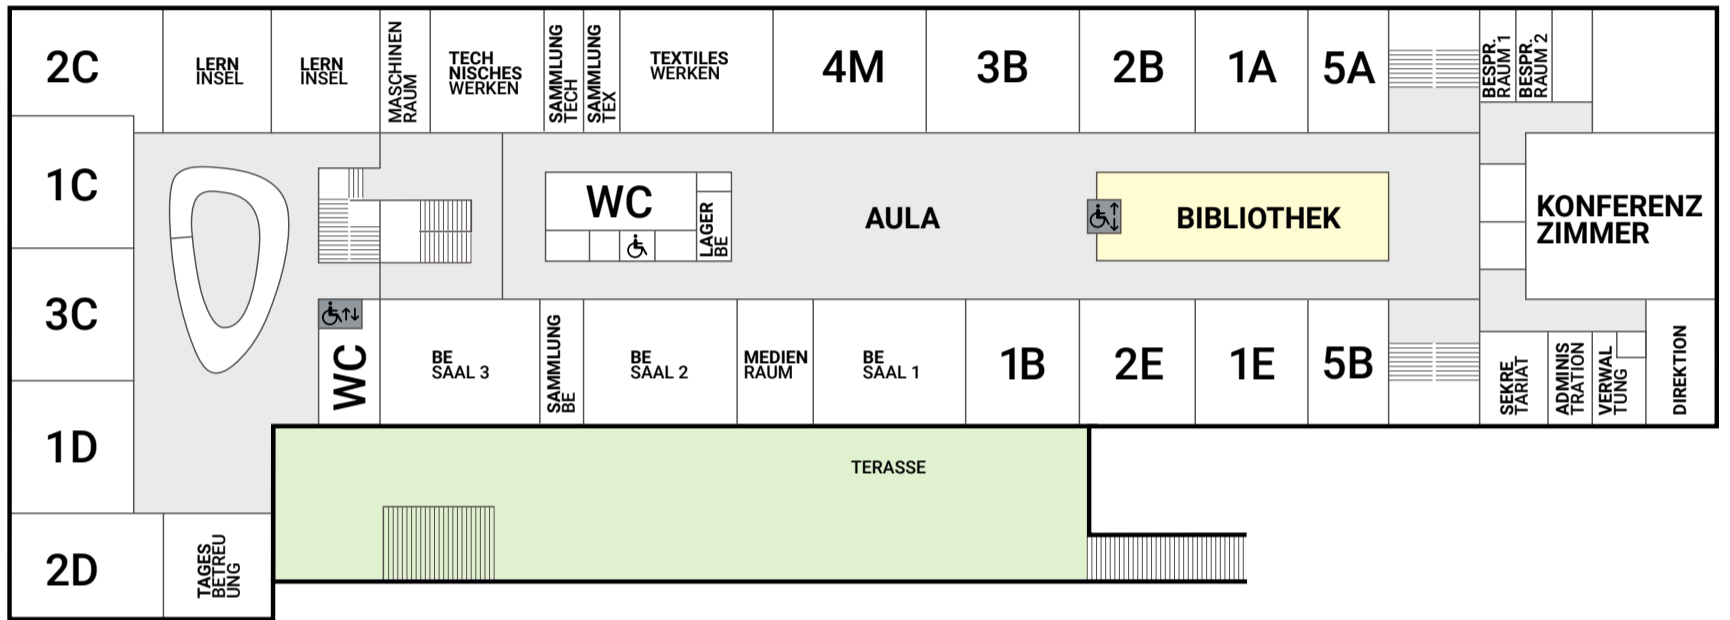 2C
LERN
INSEL
LERN
INSEL
MASCHINEN
RAUM
TECH
NISCHES
WERKEN
SAMMLUNG
TECH
SAMMLUNG
TEX
TEXTILES
WERKEN
4M
3B
2B
1A
5A
BESPR.
RAUM 1
BESPR.
RAUM 2
1C
WC
LAGER
BE
AULA
BIBLIOTHEK
KONFERENZ
ZIMMER
3C
WC
BE
SAAL 3
SAMMLUNG
BE
BE
SAAL 2
MEDIEN
RAUM
BE
SAAL 1
1B
2E
1E
5B
SEKRE
TARIAT
ADMINIS
TRATION
VERWAL
TUNG
DIREKTION
1D
TERASSE
2D
TAGES
BETREU
UNG